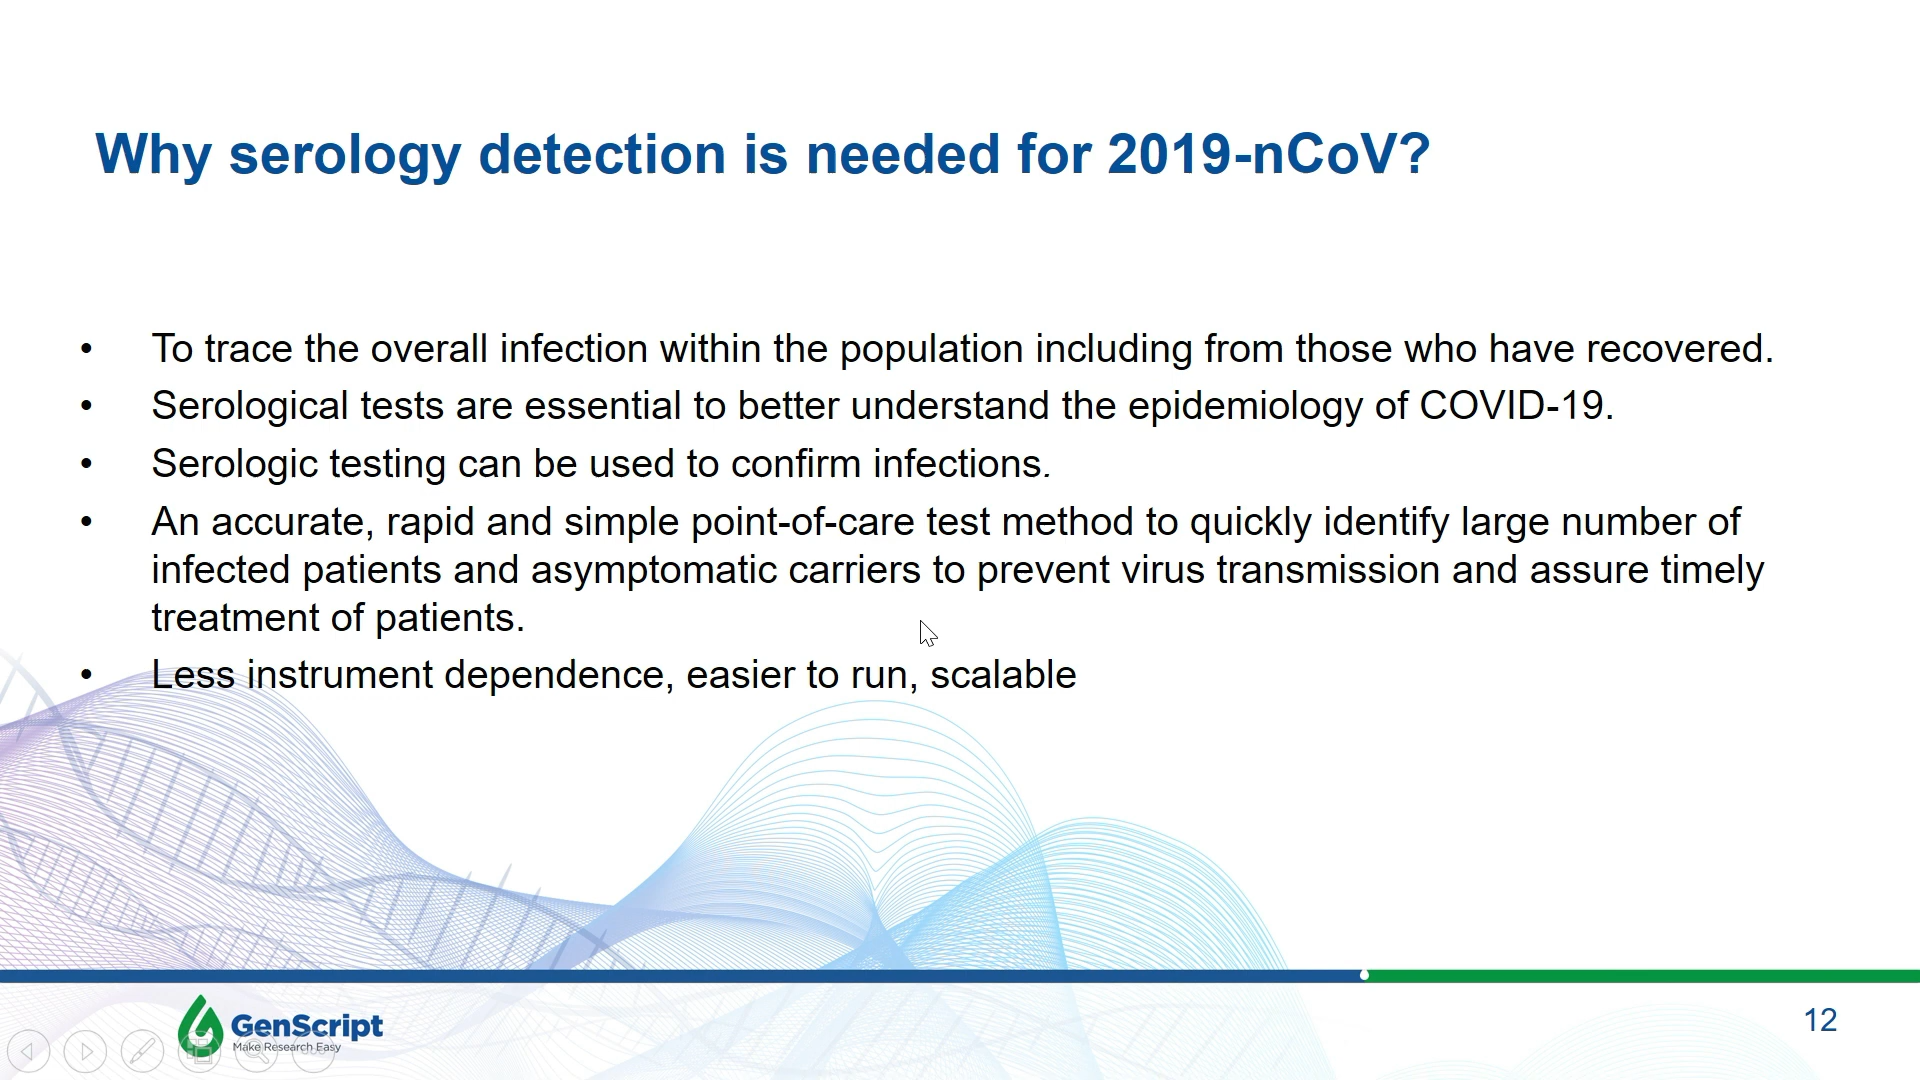 Why serology detection is needed for 2019-nCoV?
• To trace the overall infection within the population including from those who have recovered.
• Serological tests are essential to better understand the epidemiology of COVID-19.
• Serologic testing can be used to confirm infections.
• An accurate, rapid and simple point-of-care test method to quickly identify large number of
infected patients and asymptomatic carriers to prevent virus transmission and assure timely
treatment of patients.
• Less instrument dependence, easier to run, scalable
GenScript
Make Research Easy
12